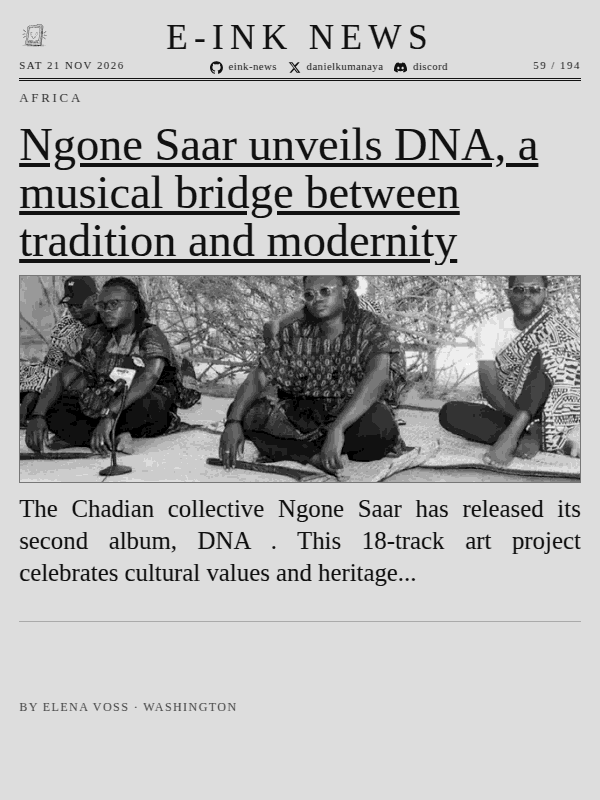 E-INK NEWS
SAT 21 NOV 2026
eink-news danielkumanaya discord
59 / 194
AFRICA
Ngone Saar unveils DNA, a
musical bridge between
tradition and modernity
The Chadian collective Ngone Saar has released its
second album, DNA . This 18-track art project
celebrates cultural values and heritage...
BY ELENA VOSS · WASHINGTON